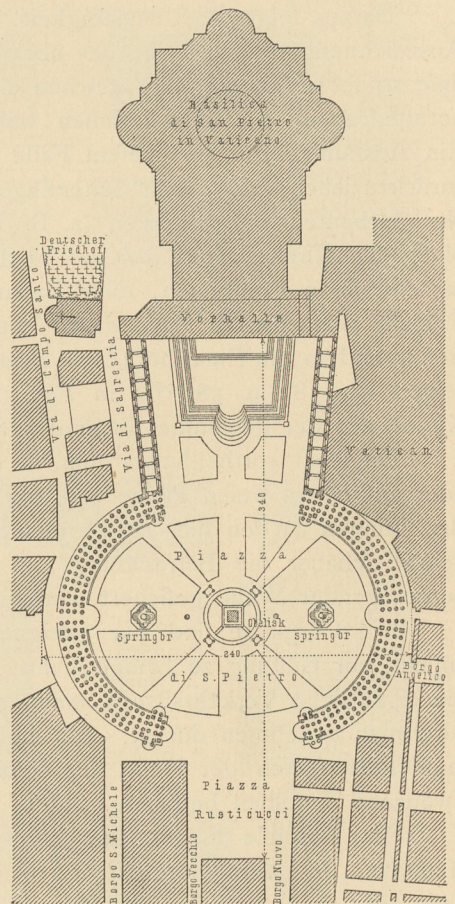 Basilica
di San Pietro
in Vaticano
Deutscher
Friedhof
Via di Campo Santo
Vorhalle
Via di Sagrestia
Vatican
340
Piazza
Obelisk
Springbr
Springbr
240
di S. Pietro
Borgo
Angelico
Piazza
Rusticucci
Borgo S. Michele
Borgo Vecchio
Borgo Nuovo